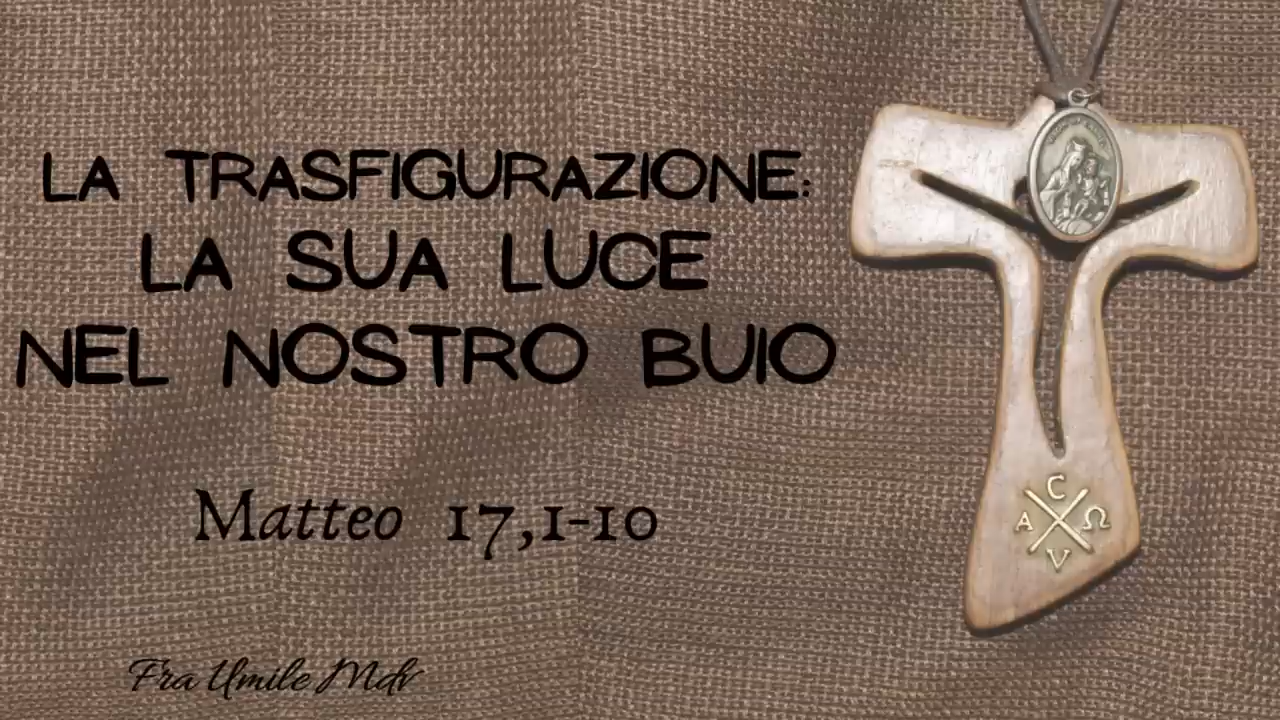 LA TRASFIGURAZIONE:
LA SUA LUCE
NEL NOSTRO BUIO
Matteo 17,1-10
Fra Umile Mdv
C
A Ω
V